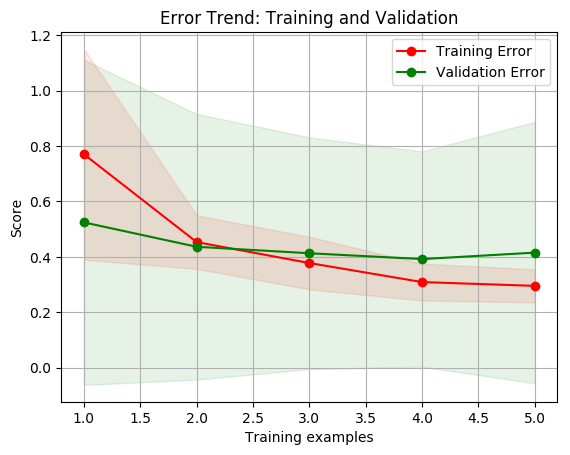 Error Trend: Training and Validation
Training Error
Validation Error
Score
1.2
1.0
0.8
0.6
0.4
0.2
0.0
1.0 1.5 2.0 2.5 3.0 3.5 4.0 4.5 5.0
Training examples